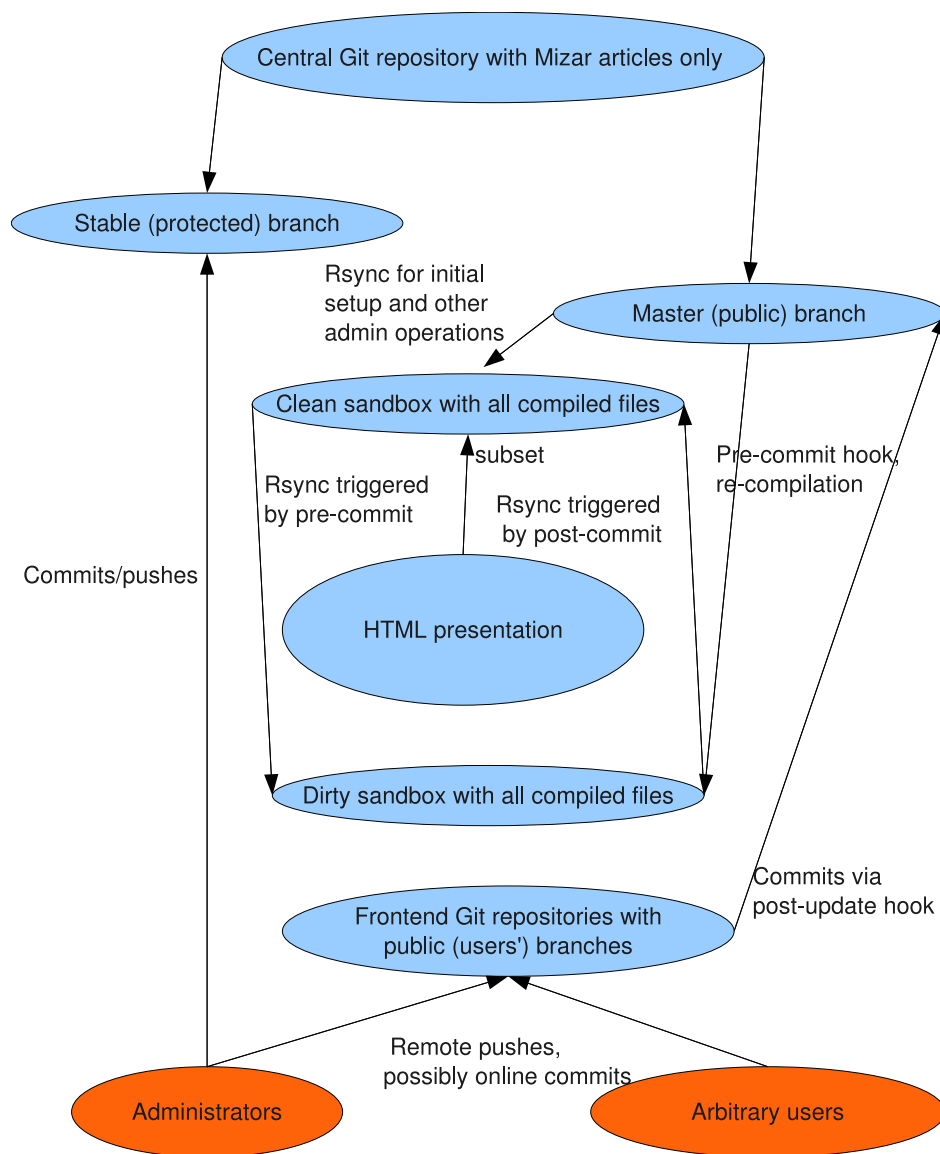 Central Git repository with Mizar articles only
Stable (protected) branch
Rsync for initial
setup and other
admin operations
Master (public) branch
Clean sandbox with all compiled files
subset
Pre-commit hook,
re-compilation
Rsync triggered
by pre-commit
Rsync triggered
by post-commit
Commits/pushes
HTML presentation
Dirty sandbox with all compiled files
Commits via
post-update hook
Frontend Git repositories with
public (users') branches
Remote pushes,
possibly online commits
Administrators
Arbitrary users